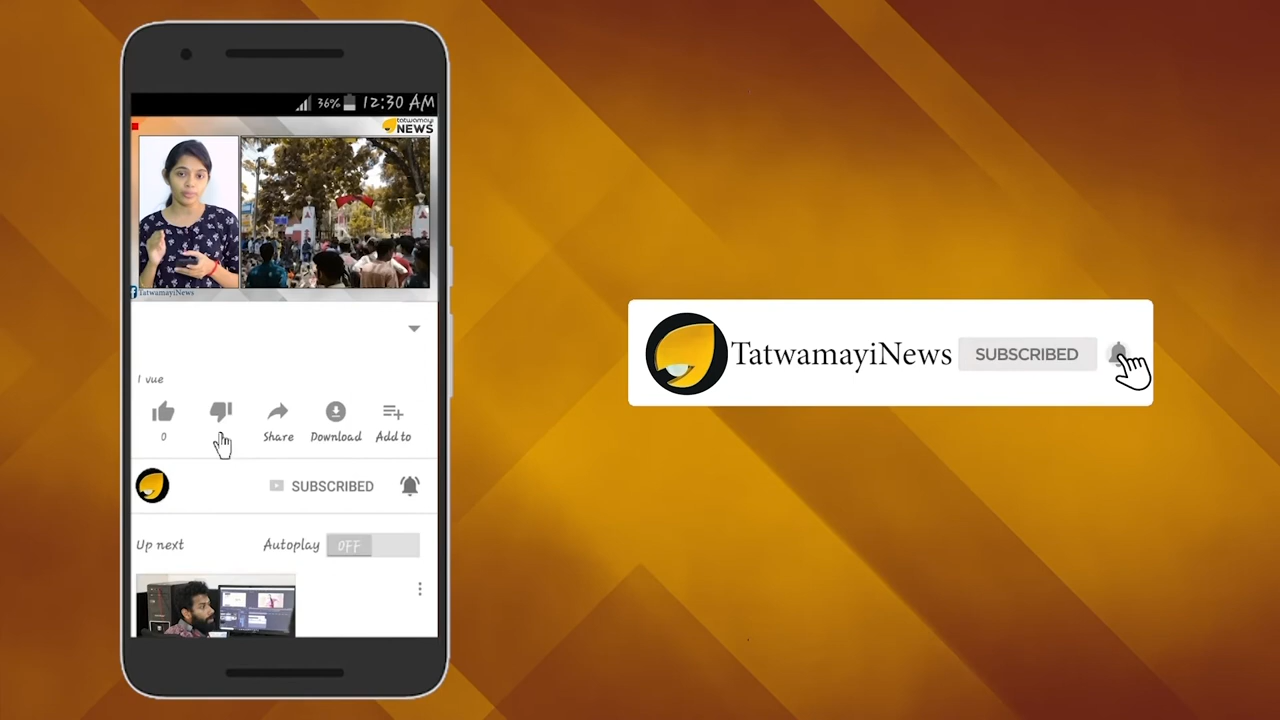 36% 12:30 AM
tatwamayi
NEWS
TatwamayiNews
1 vue
0 Share Download Add to
SUBSCRIBED
Up next Autoplay OFF
TatwamayiNews SUBSCRIBED